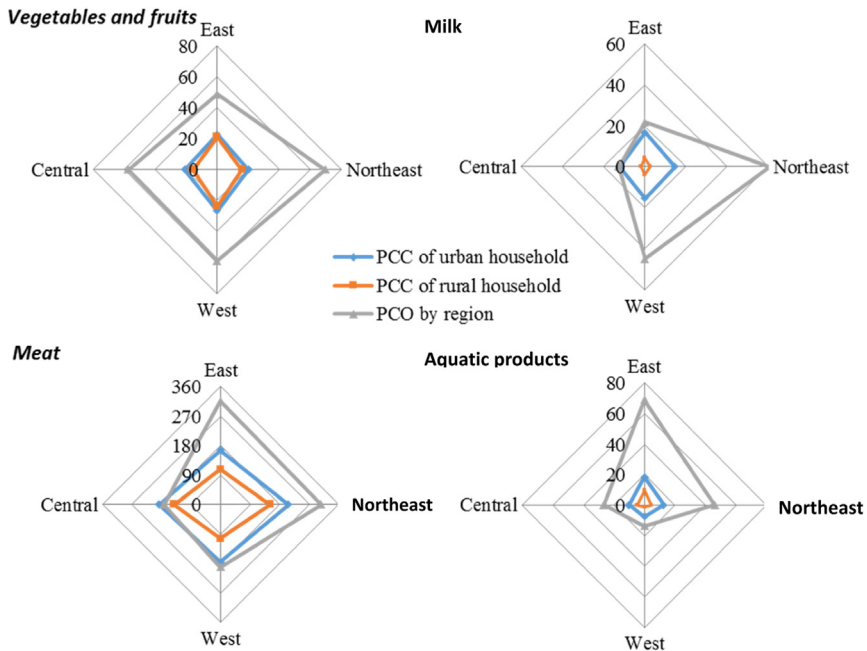 Vegetables and fruits
East
80
60
40
20
0
Central
Northeast
West
Milk
East
60
40
20
0
Central
Northeast
West
PCC of urban household
PCC of rural household
PCO by region
Meat
East
360
270
180
90
0
Central
Northeast
West
Aquatic products
East
80
60
40
20
0
Central
Northeast
West